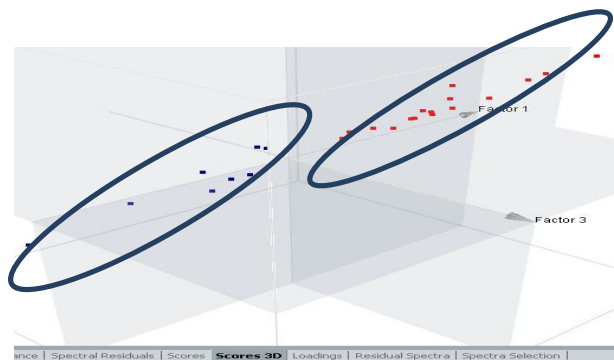 Factor 1
Factor 3
ance | Spectral Residuals | Scores | Scores 3D | Loadings | Residual Spectra | Spectra Selection |